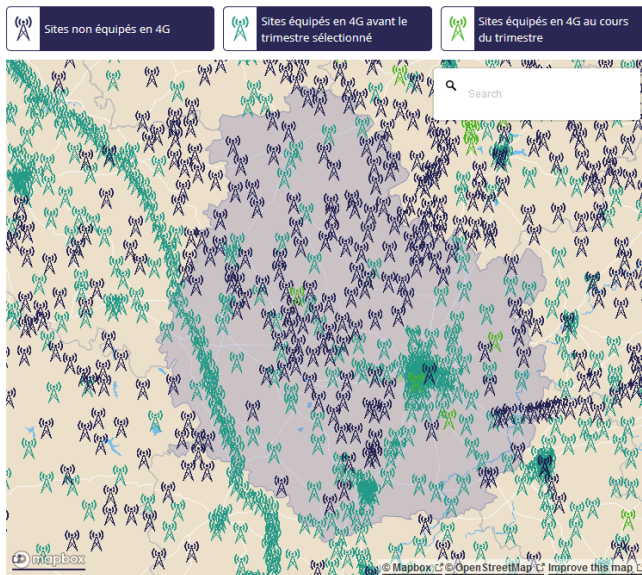 Sites non équipés en 4G
Sites équipés en 4G avant le
trimestre sélectionné
Sites équipés en 4G au cours
du trimestre
Search
mapbox
© Mapbox © OpenStreetMap Improve this map